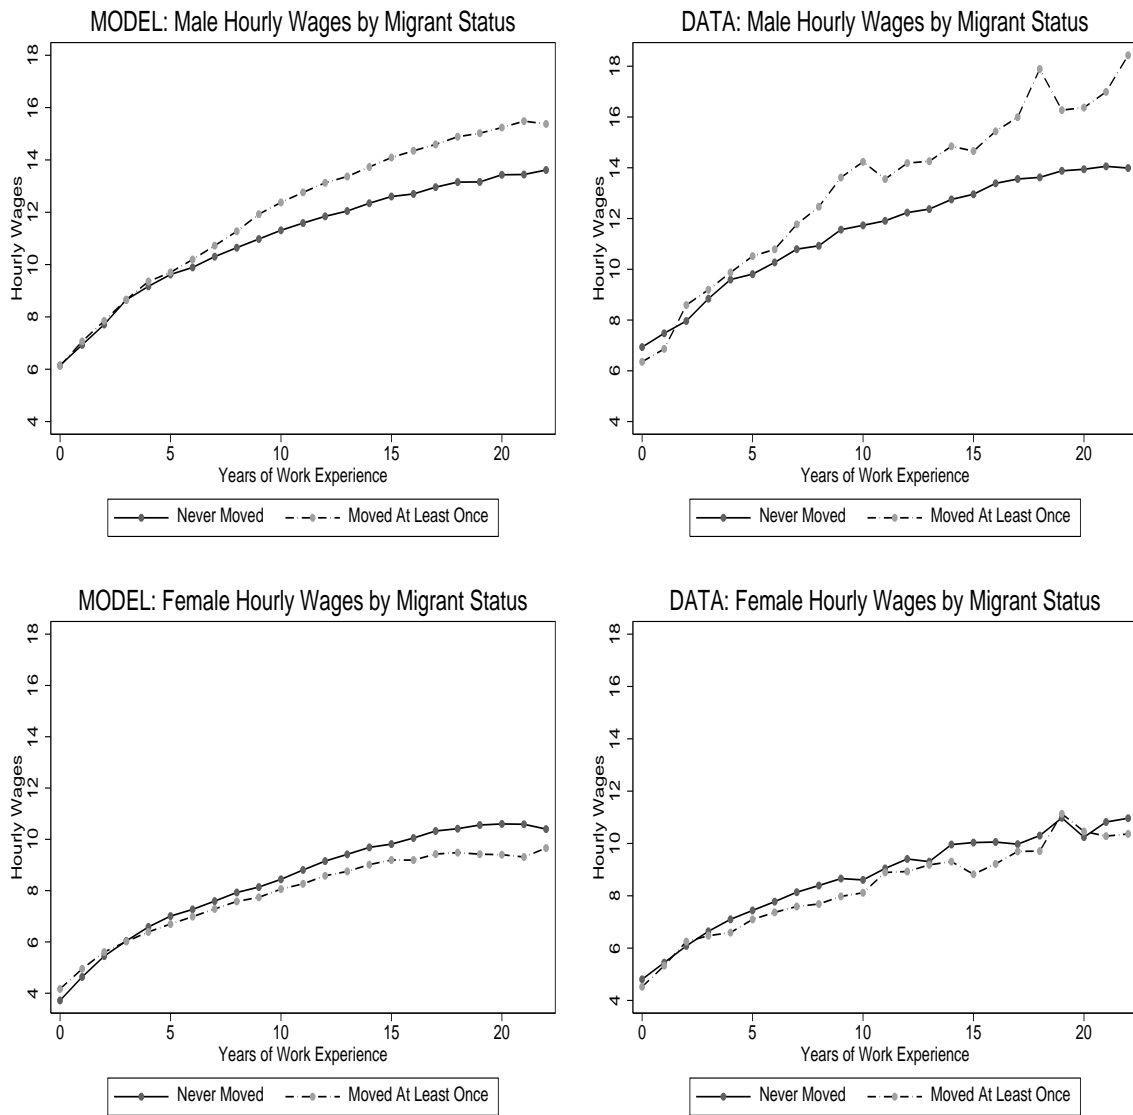 MODEL: Male Hourly Wages by Migrant Status
Hourly Wages
18
16
14
12
10
8
6
4
0 5 10 15 20
Years of Work Experience
Never Moved Moved At Least Once
DATA: Male Hourly Wages by Migrant Status
Hourly Wages
18
16
14
12
10
8
6
4
0 5 10 15 20
Years of Work Experience
Never Moved Moved At Least Once
MODEL: Female Hourly Wages by Migrant Status
Hourly Wages
18
16
14
12
10
8
6
4
0 5 10 15 20
Years of Work Experience
Never Moved Moved At Least Once
DATA: Female Hourly Wages by Migrant Status
Hourly Wages
18
16
14
12
10
8
6
4
0 5 10 15 20
Years of Work Experience
Never Moved Moved At Least Once